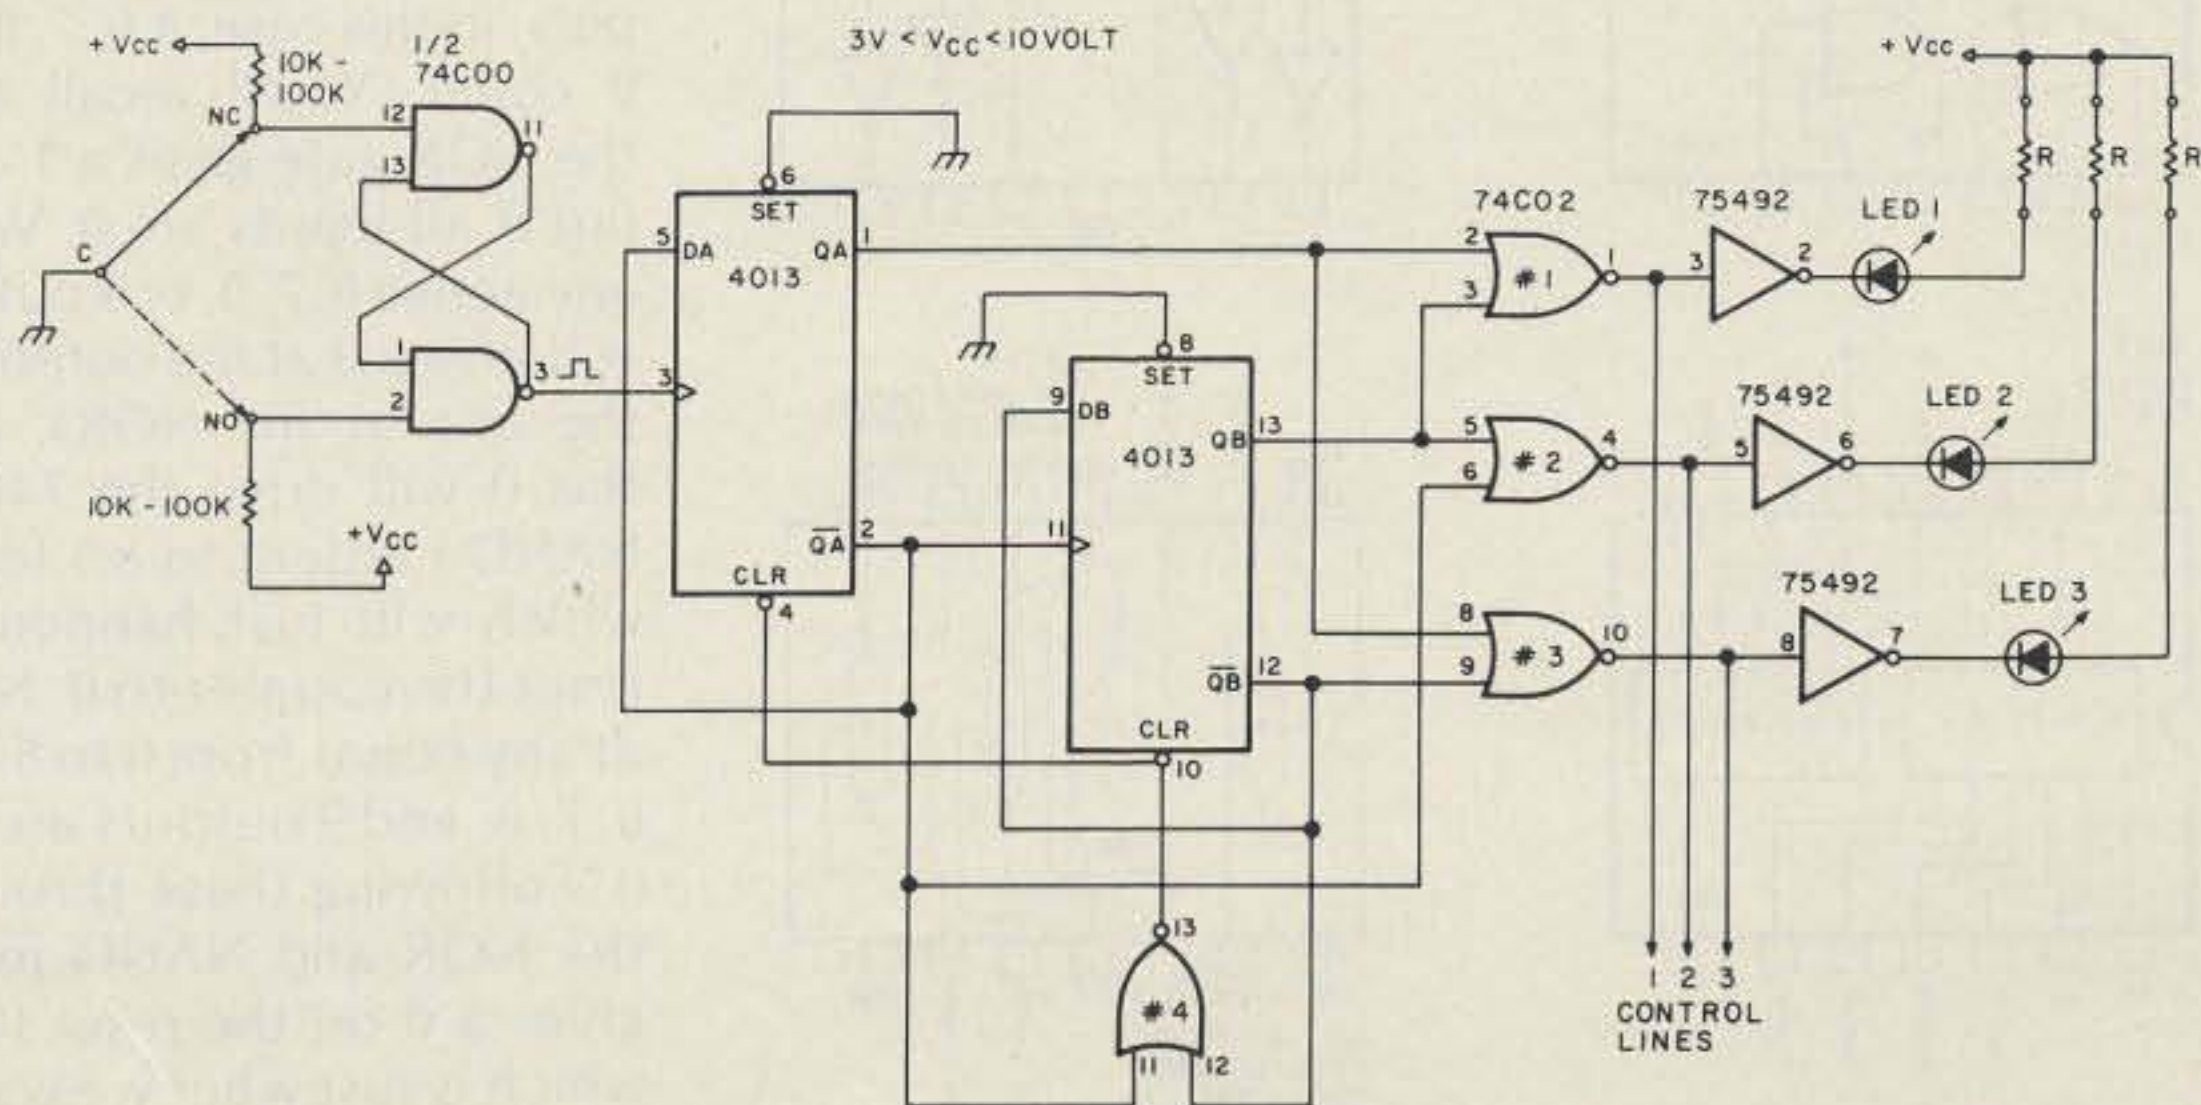 + VCC
10K -
100K
1/2
74C00
3V < VCC < 10 VOLT
+ VCC
NC
12
11
13
C
1
3
2
NO
10K - 100K
+VCC
6
SET
5
DA
QA
1
4013
3
QA
2
CLR
4
8
SET
9
DB
QB
13
4013
11
QB
12
CLR
10
13
#4
11
12
74C02
2
#1
1
3
75492
3
2
LED 1
R
R
R
5
#2
4
6
75492
5
6
LED 2
8
#3
10
9
75492
8
7
LED 3
1 2 3
CONTROL
LINES